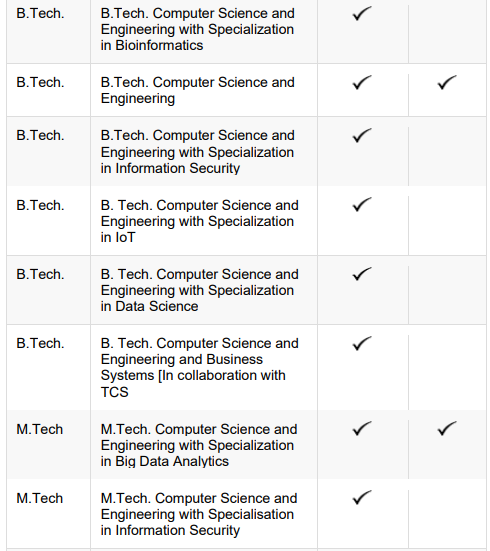 B.Tech.
B.Tech. Computer Science and
Engineering with Specialization
in Bioinformatics
B.Tech.
B.Tech. Computer Science and
Engineering
B.Tech.
B.Tech. Computer Science and
Engineering with Specialization
in Information Security
B.Tech.
B. Tech. Computer Science and
Engineering with Specialization
in IoT
B.Tech.
B. Tech. Computer Science and
Engineering with Specialization
in Data Science
B.Tech.
B. Tech. Computer Science and
Engineering and Business
Systems [In collaboration with
TCS
M.Tech
M.Tech. Computer Science and
Engineering with Specialization
in Big Data Analytics
M.Tech
M.Tech. Computer Science and
Engineering with Specialisation
in Information Security